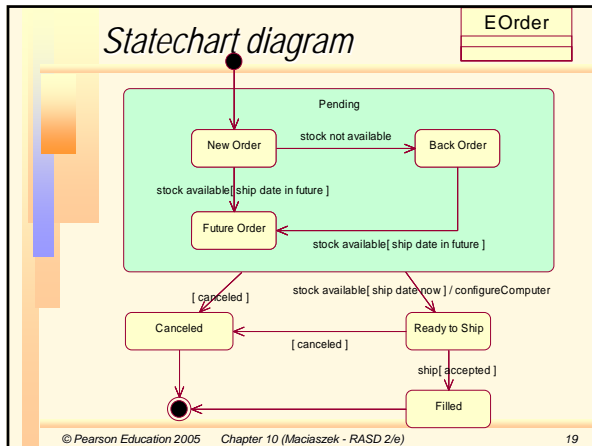 Statechart diagram
EOrder
Pending
New Order
stock not available
Back Order
stock available[ ship date in future ]
Future Order
stock available[ ship date in future ]
[ canceled ]
stock available[ ship date now ] / configureComputer
Canceled
[ canceled ]
Ready to Ship
ship[ accepted ]
Filled
© Pearson Education 2005 Chapter 10 (Maciaszek - RASD 2/e) 19